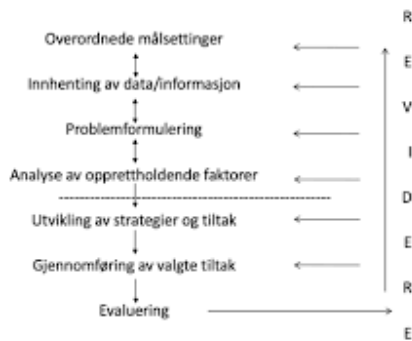 Overordnede målsettinger
Innhenting av data/informasjon
Problemformulering
Analyse av opprettholdende faktorer
Utvikling av strategier og tiltak
Gjennomføring av valgte tiltak
Evaluering
R
E
V
I
D
E
R
E